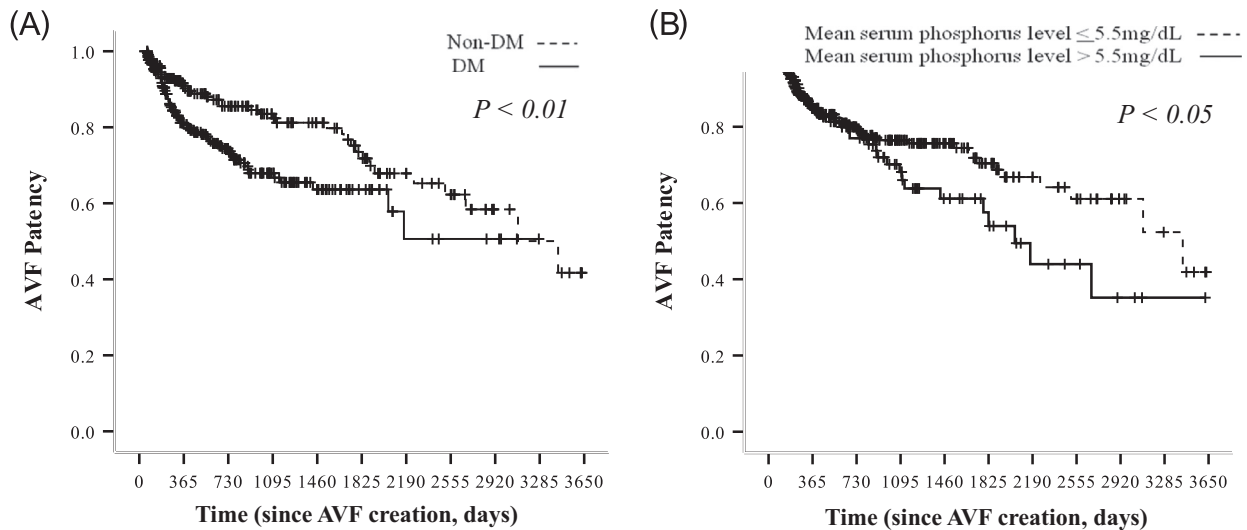 (A)
Non-DM
DM
P < 0.01
1.0
0.8
0.6
0.4
0.2
0.0
AVF Patency
0 365 730 1095 1460 1825 2190 2555 2920 3285 3650
Time (since AVF creation, days)
(B)
Mean serum phosphorus level ≤ 5.5mg/dL
Mean serum phosphorus level > 5.5mg/dL
P < 0.05
0.8
0.6
0.4
0.2
0.0
AVF Patency
0 365 730 1095 1460 1825 2190 2555 2920 3285 3650
Time (since AVF creation, days)